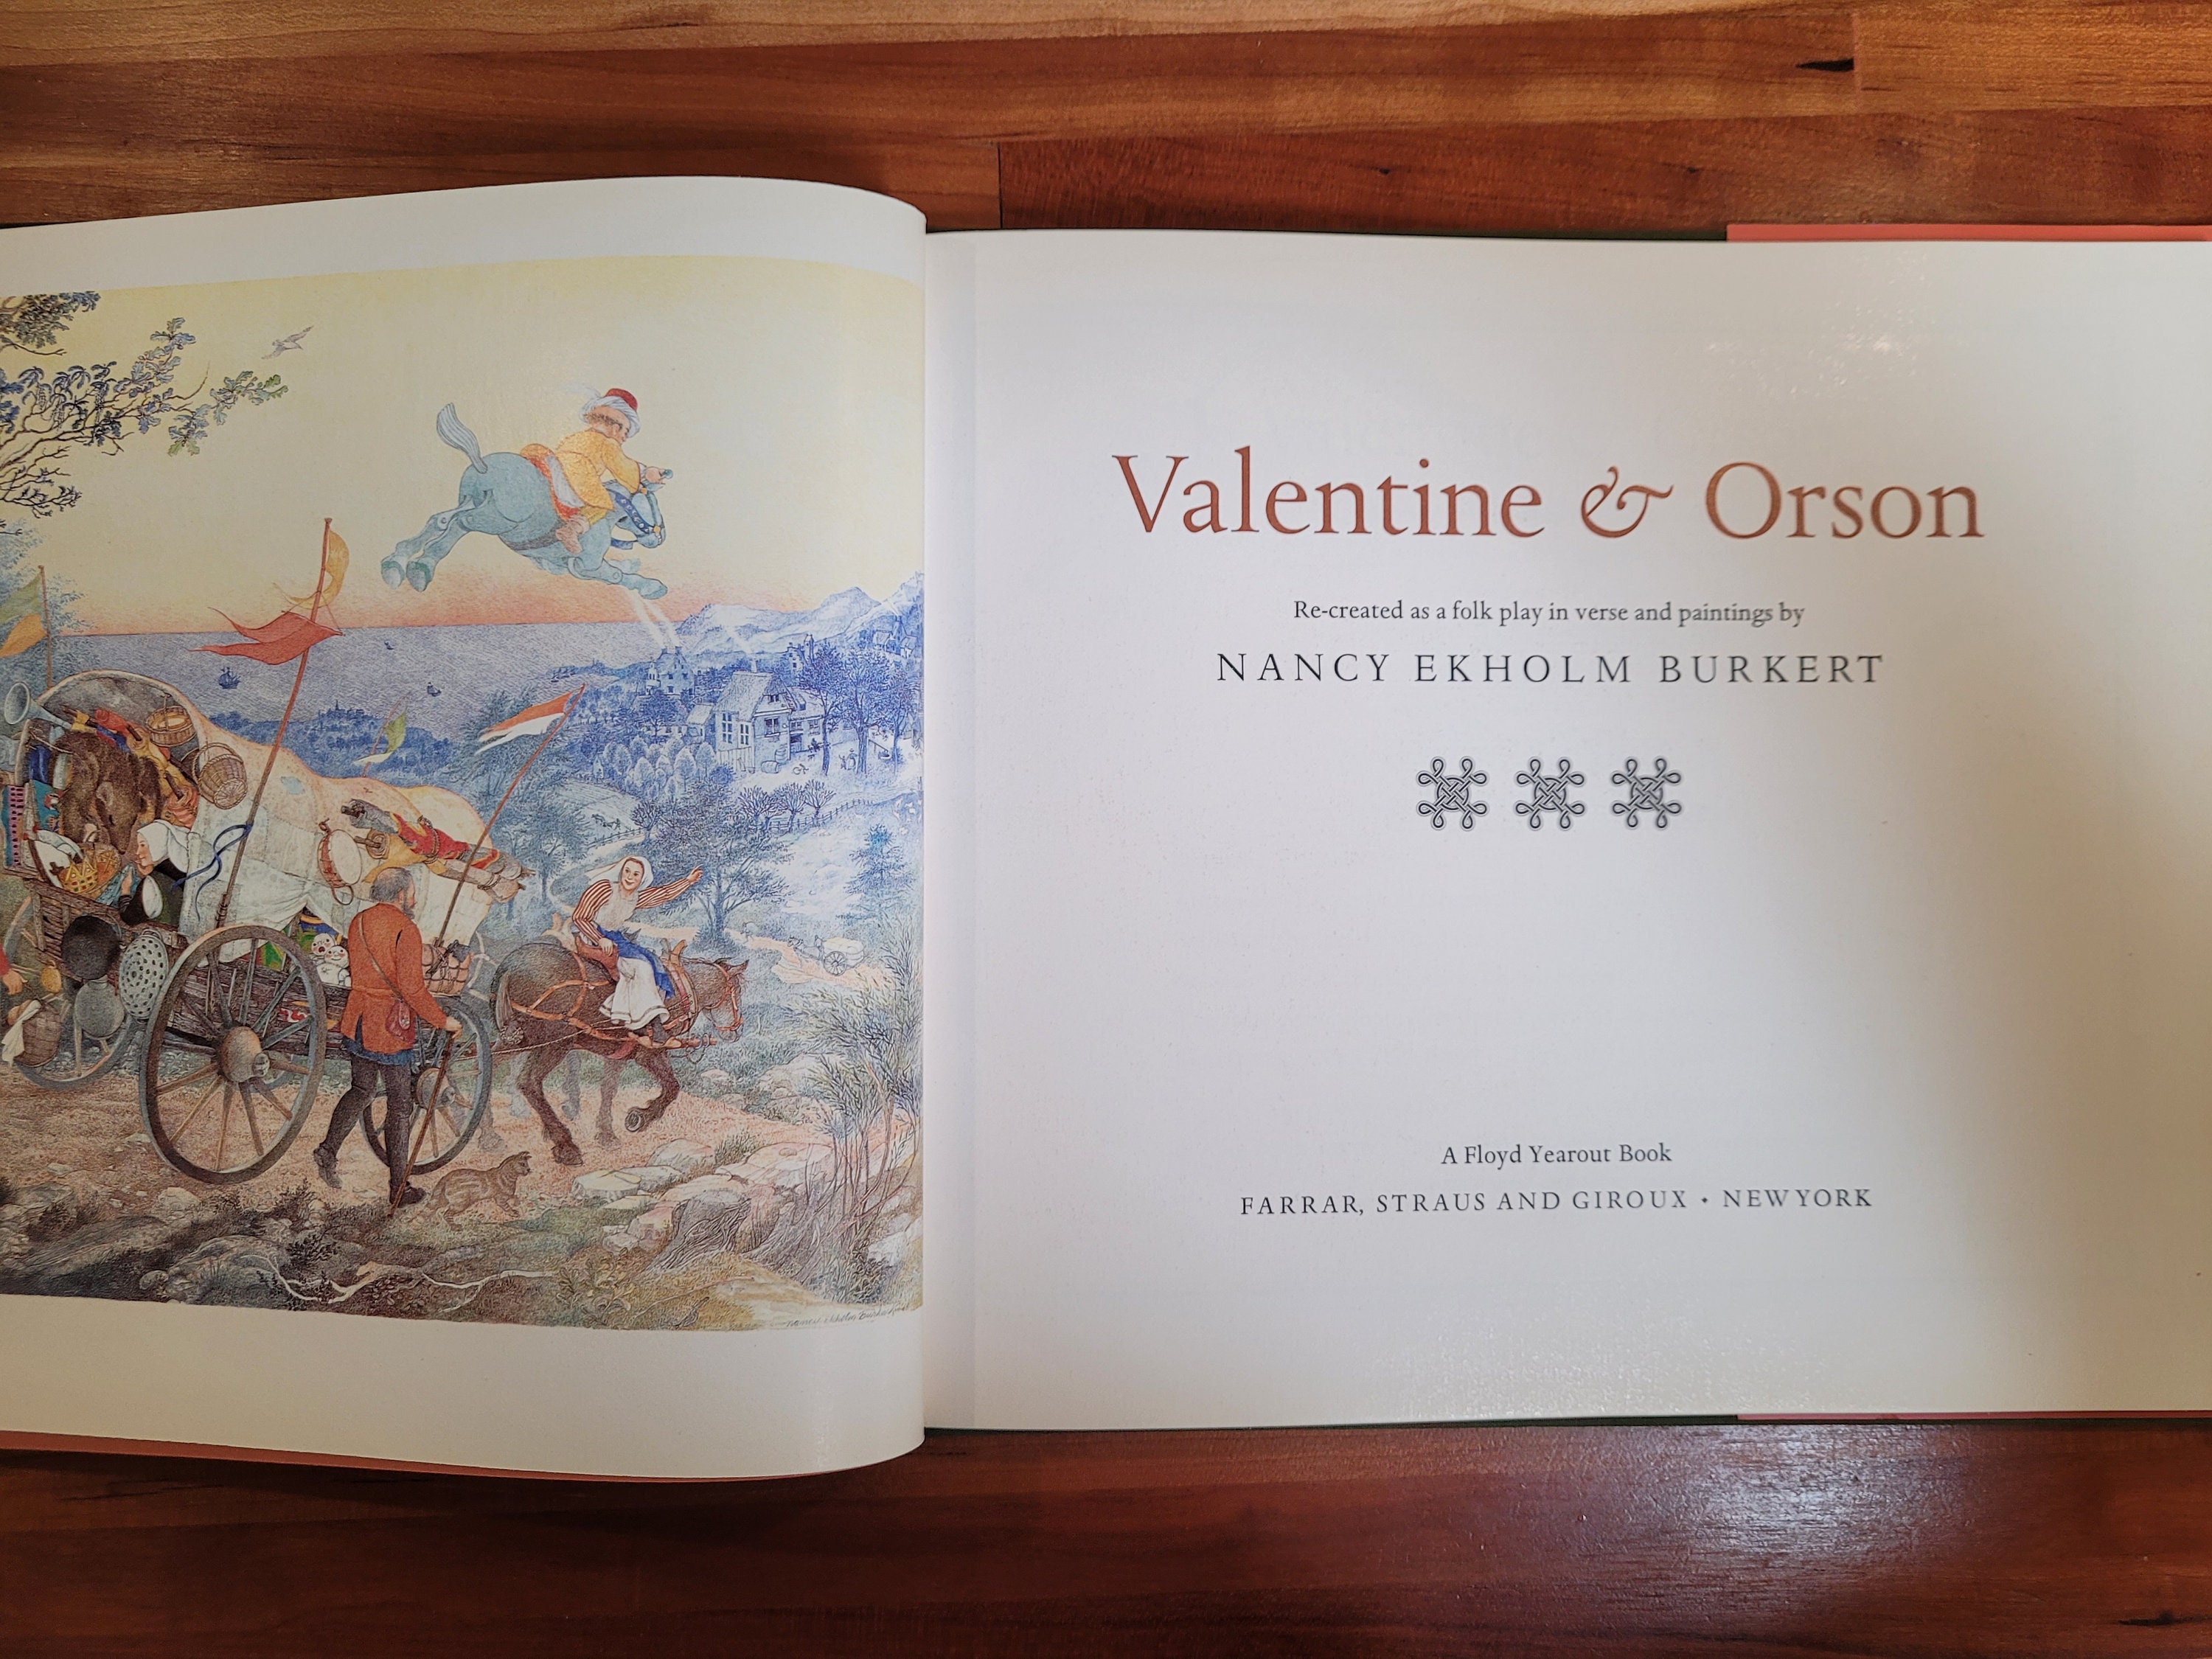 Valentine & Orson
Re-created as a folk play in verse and paintings by
NANCY EKHOLM BURKERT
A Floyd Yearout Book
FARRAR, STRAUS AND GIROUX • NEW YORK